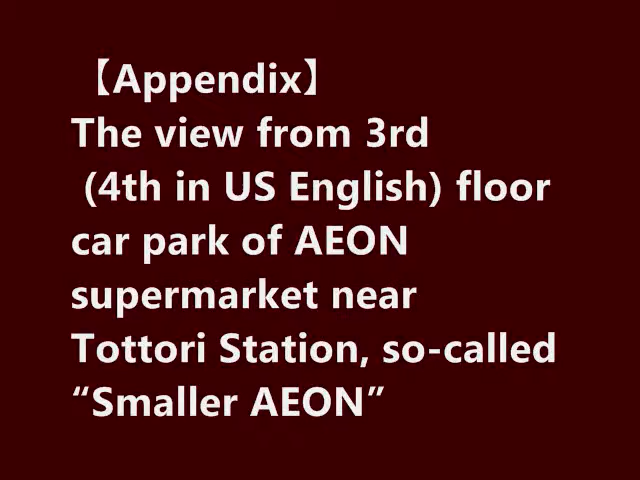 【Appendix】
The view from 3rd
(4th in US English) floor
car park of AEON
supermarket near
Tottori Station, so-called
“Smaller AEON”